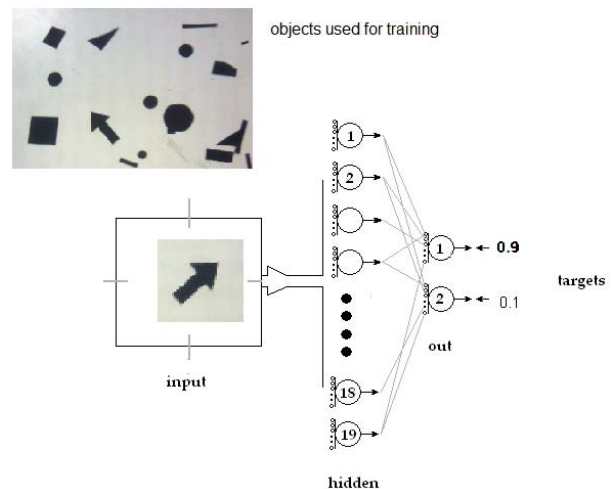 objects used for training
1
2
1
0.9
targets
2
0.1
out
input
18
19
hidden